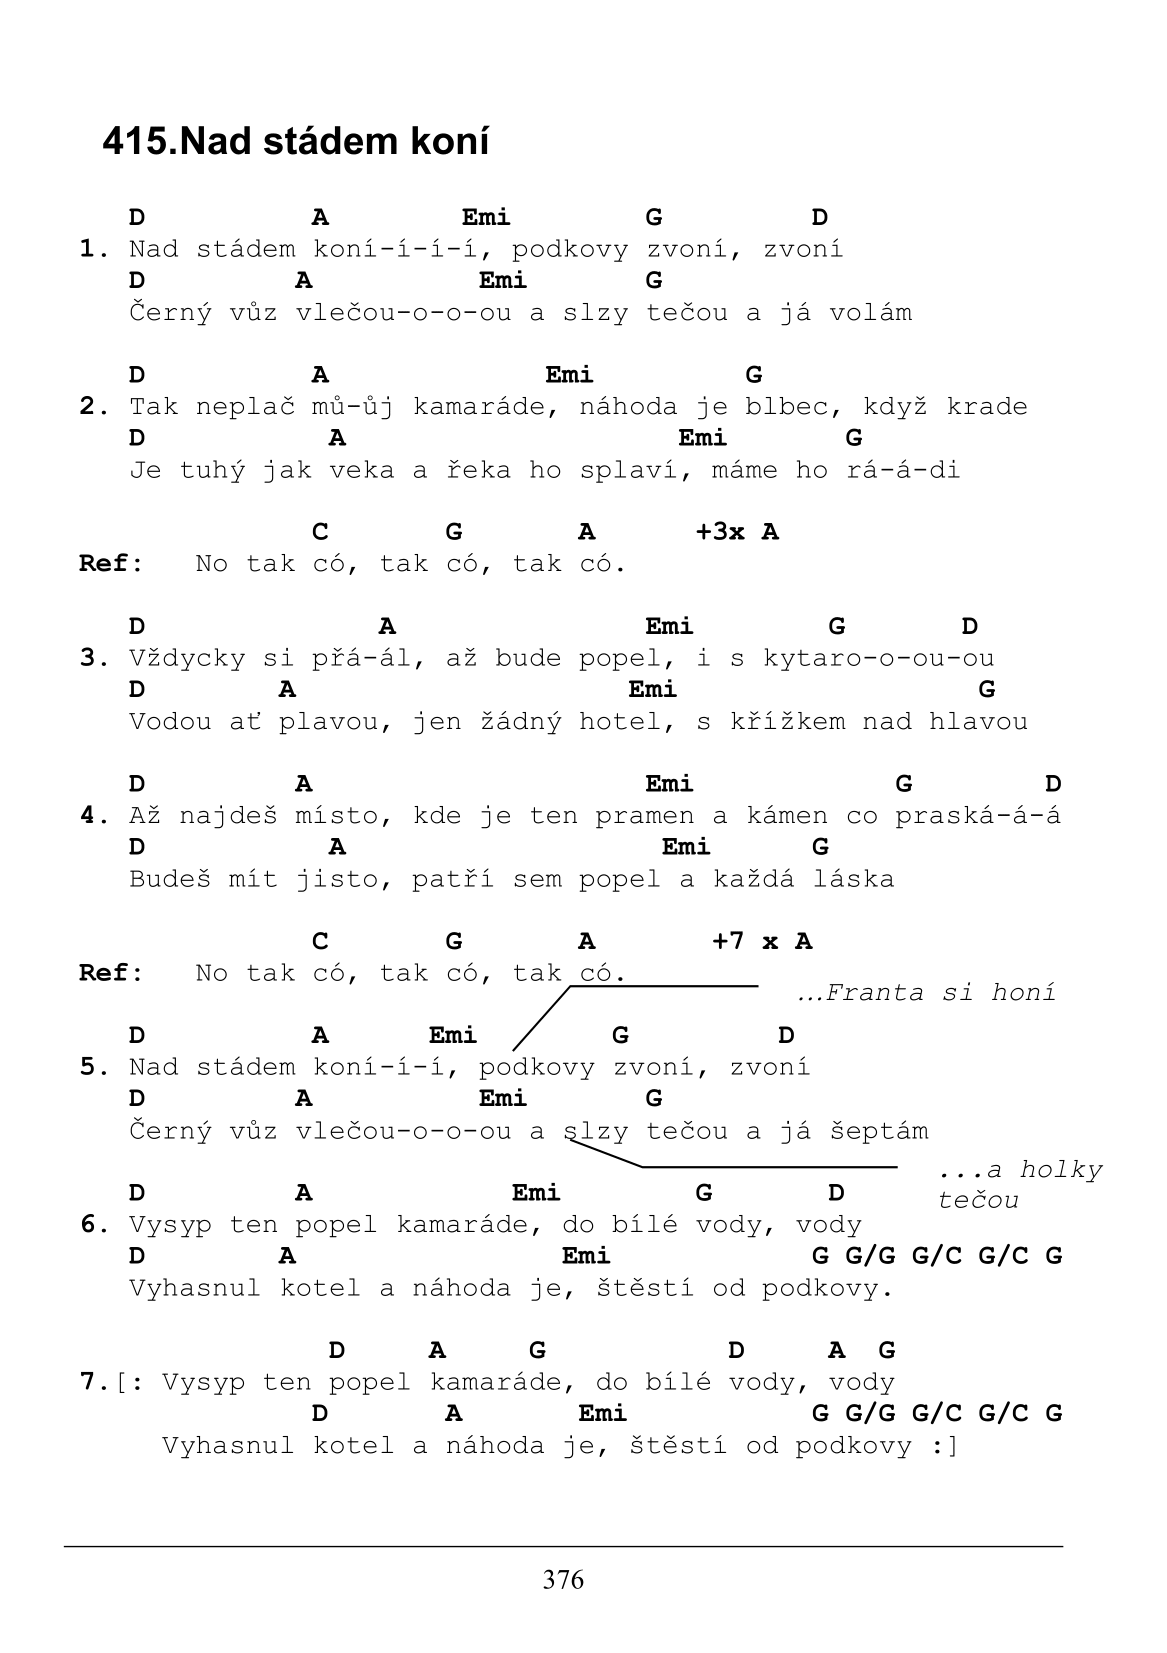 415.Nad stádem koní
D A Emi G D
1. Nad stádem koní-í-í-í, podkovy zvoní, zvoní
D A Emi G
Černý vůz vlečou-o-o-ou a slzy tečou a já volám
D A Emi G
2. Tak neplač mů-ůj kamaráde, náhoda je blbec, když krade
D A Emi G
Je tuhý jak veka a řeka ho splaví, máme ho rá-á-di
C G A +3x A
Ref: No tak có, tak có, tak có.
D A Emi G D
3. Vždycky si přá-ál, až bude popel, i s kytaro-o-ou-ou
D A Emi G
Vodou ať plavou, jen žádný hotel, s křížkem nad hlavou
D A Emi G D
4. Až najdeš místo, kde je ten pramen a kámen co praská-á-á
D A Emi G
Budeš mít jisto, patří sem popel a každá láska
C G A +7 x A
Ref: No tak có, tak có, tak có.
...Franta si honí
D A Emi G D
5. Nad stádem koní-í-í, podkovy zvoní, zvoní
D A Emi G
Černý vůz vlečou-o-o-ou a slzy tečou a já šeptám
...a holky
tečou
D A Emi G D
6. Vysyp ten popel kamaráde, do bílé vody, vody
D A Emi G G/G G/C G/C G
Vyhasnul kotel a náhoda je, štěstí od podkovy.
D A G D A G
7.[: Vysyp ten popel kamaráde, do bílé vody, vody
D A Emi G G/G G/C G/C G
Vyhasnul kotel a náhoda je, štěstí od podkovy :]
376